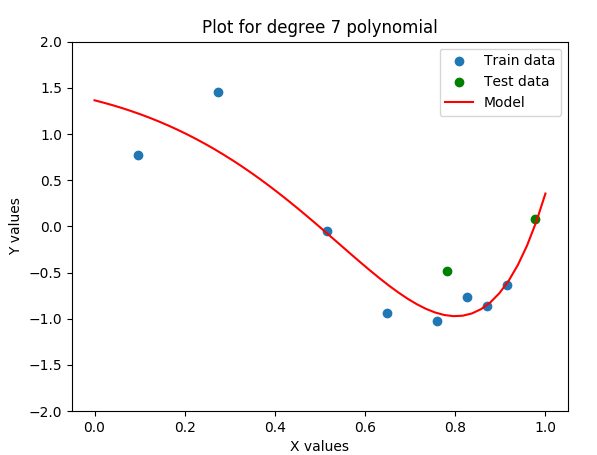 Plot for degree 7 polynomial
2.0
1.5
1.0
0.5
0.0
−0.5
−1.0
−1.5
−2.0
Y values
Train data
Test data
Model
0.0 0.2 0.4 0.6 0.8 1.0
X values